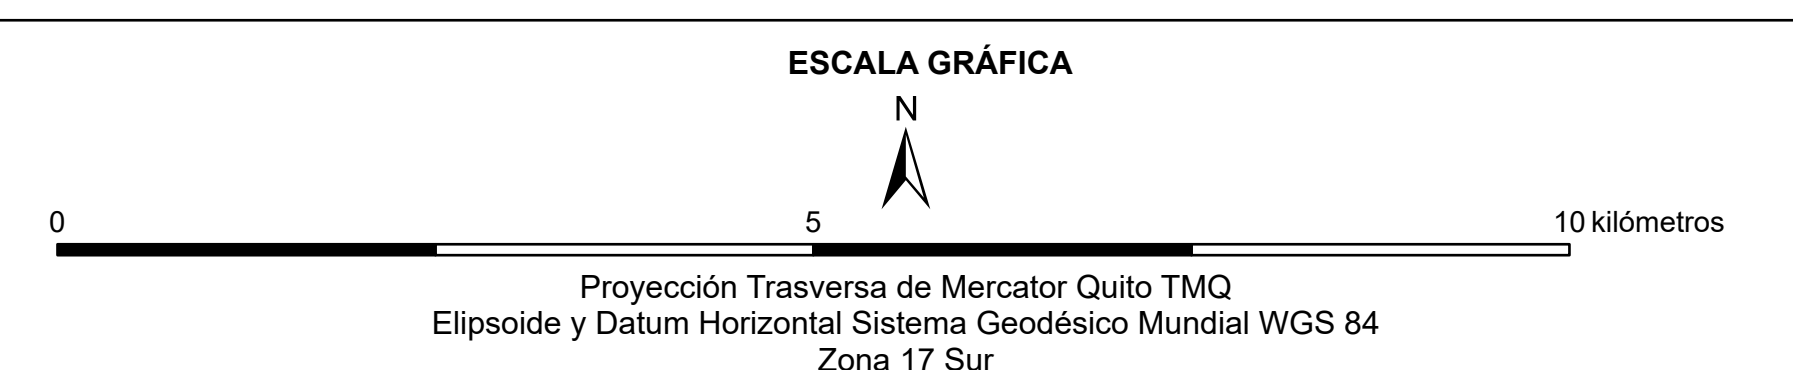 ESCALA GRÁFICA
N
0 5 10 kilómetros
Proyección Trasversa de Mercator Quito TMQ
Elipsoide y Datum Horizontal Sistema Geodésico Mundial WGS 84
Zona 17 Sur